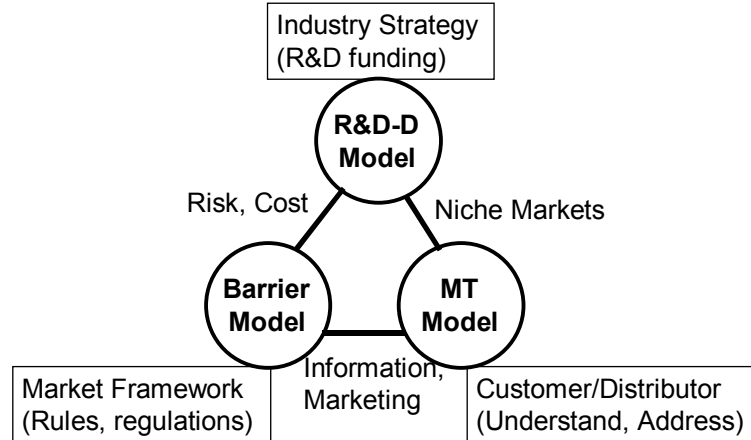 Industry Strategy
(R&D funding)
R&D-D
Model
Risk, Cost
Niche Markets
Barrier
Model
MT
Model
Information,
Marketing
Market Framework
(Rules, regulations)
Customer/Distributor
(Understand, Address)